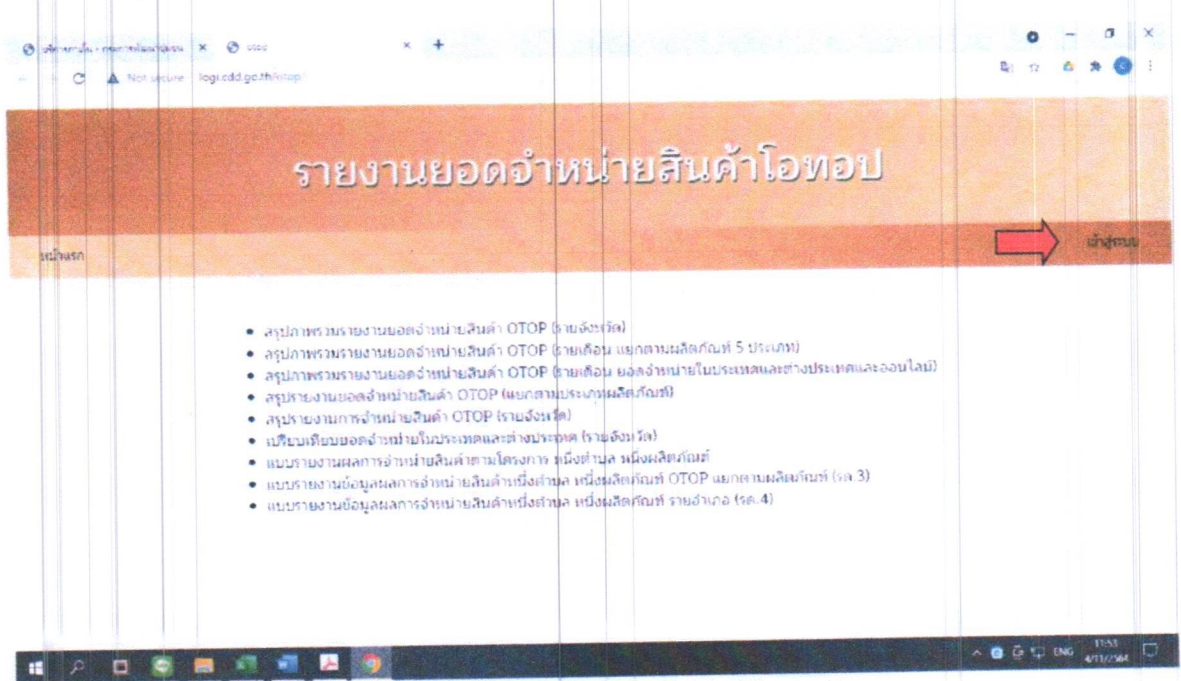 otop
Not secure logi.cdd.go.th/otop/
รายงานยอดจำหน่ายสินค้าโอทอป
หน้าแรก
เข้าสู่ระบบ
• สรุปภาพรวมรายงานยอดจำหน่ายสินค้า OTOP (รายจังหวัด)
• สรุปภาพรวมรายงานยอดจำหน่ายสินค้า OTOP (รายเดือน แยกตามผลิตภัณฑ์ 5 ประเภท)
• สรุปภาพรวมรายงานยอดจำหน่ายสินค้า OTOP (รายเดือน ยอดจำหน่ายในประเทศและต่างประเทศและออนไลน์)
• สรุปรายงานยอดจำหน่ายสินค้า OTOP (แยกตามประเภทผลิตภัณฑ์)
• สรุปรายงานการจำหน่ายสินค้า OTOP (รายจังหวัด)
• เปรียบเทียบยอดจำหน่ายในประเทศและต่างประเทศ (รายจังหวัด)
• แบบรายงานผลการจำหน่ายสินค้าตามโครงการ หนึ่งตำบล หนึ่งผลิตภัณฑ์
• แบบรายงานข้อมูลผลการจำหน่ายสินค้าหนึ่งตำบล หนึ่งผลิตภัณฑ์ OTOP แยกตามผลิตภัณฑ์ (รด.3)
• แบบรายงานข้อมูลผลการจำหน่ายสินค้าหนึ่งตำบล หนึ่งผลิตภัณฑ์ รายอำเภอ (รด.4)
ENG
11:53
4/11/2564